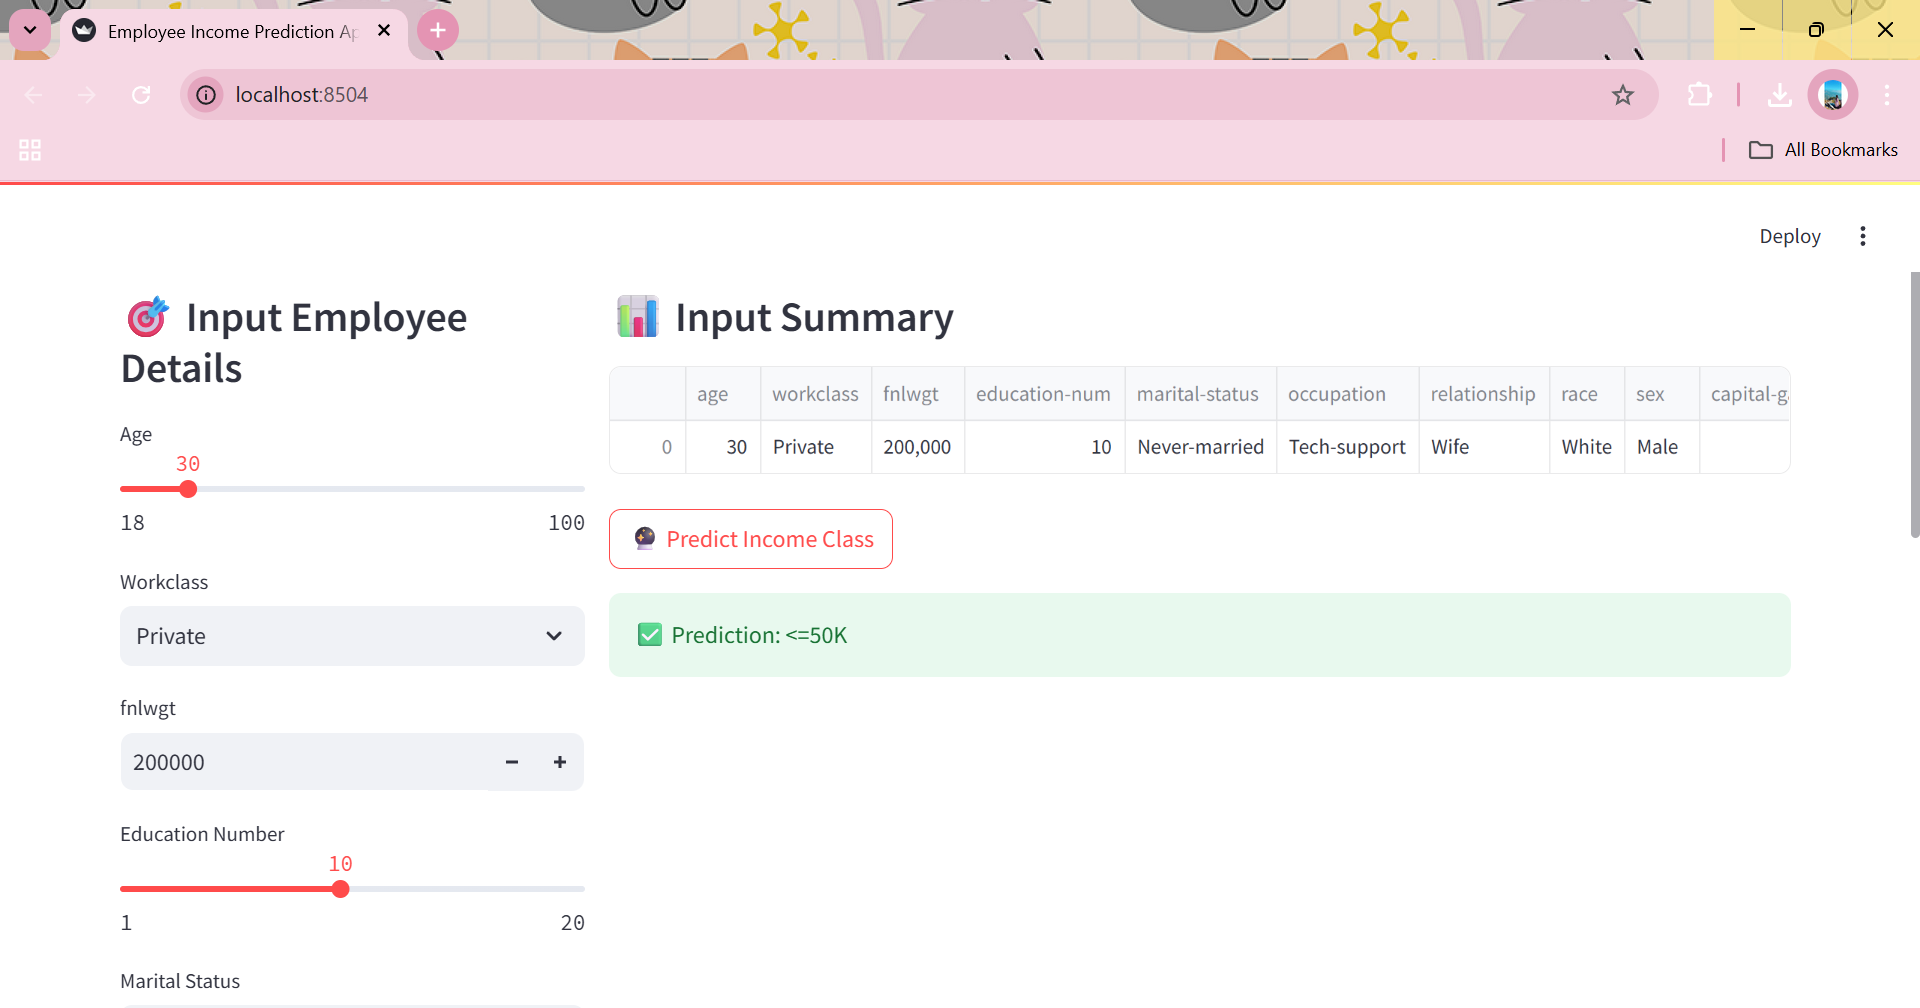 Employee Income Prediction Ap
localhost:8504
All Bookmarks
Deploy
Input Employee
Details
Age
30
18 100
Workclass
Private
fnlwgt
200000
Education Number
10
1 20
Marital Status
Input Summary
age workclass fnlwgt education-num marital-status occupation relationship race sex capital-g
0 30 Private 200,000 10 Never-married Tech-support Wife White Male
Predict Income Class
Prediction: <=50K